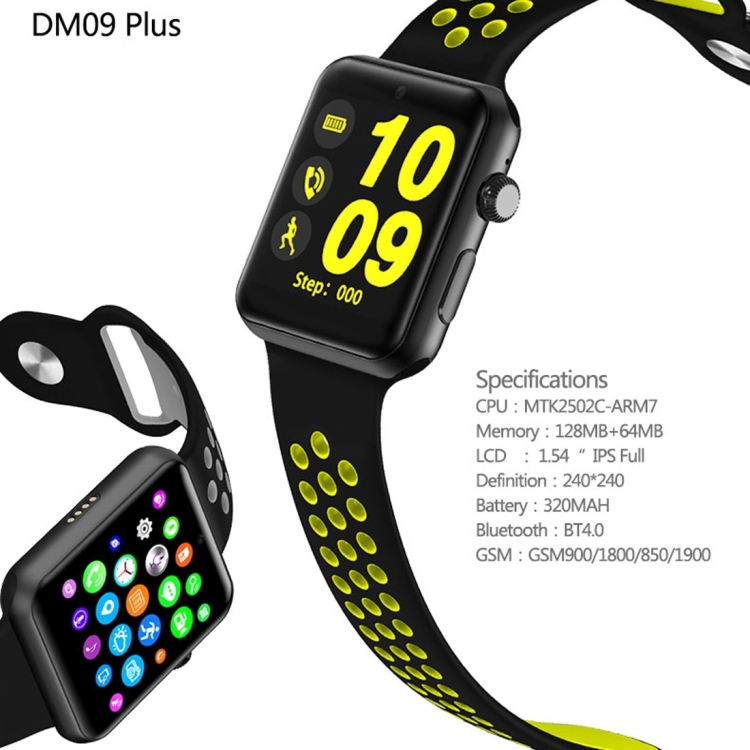 DM09 Plus
10
09
Step: 000
Specifications
CPU : MTK2502C-ARM7
Memory : 128MB+64MB
LCD : 1.54 “ IPS Full
Definition : 240*240
Battery : 320MAH
Bluetooth : BT4.0
GSM : GSM900/1800/850/1900